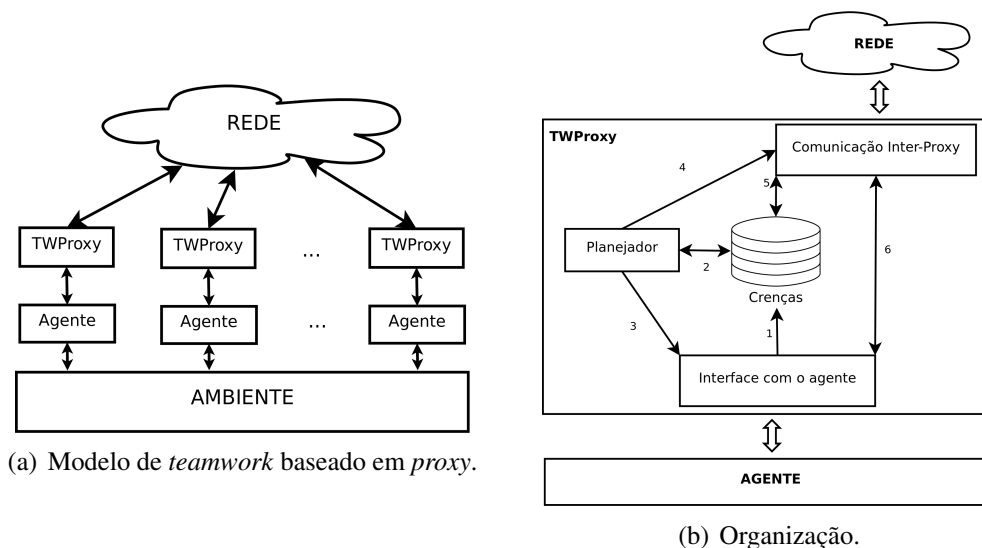 REDE
TWProxy
TWProxy
...
TWProxy
Agente
Agente
...
Agente
AMBIENTE
(a) Modelo de teamwork baseado em proxy.
REDE
TWProxy
Comunicação Inter-Proxy
4
5
Planejador
2
6
Crenças
3
1
Interface com o agente
AGENTE
(b) Organização.